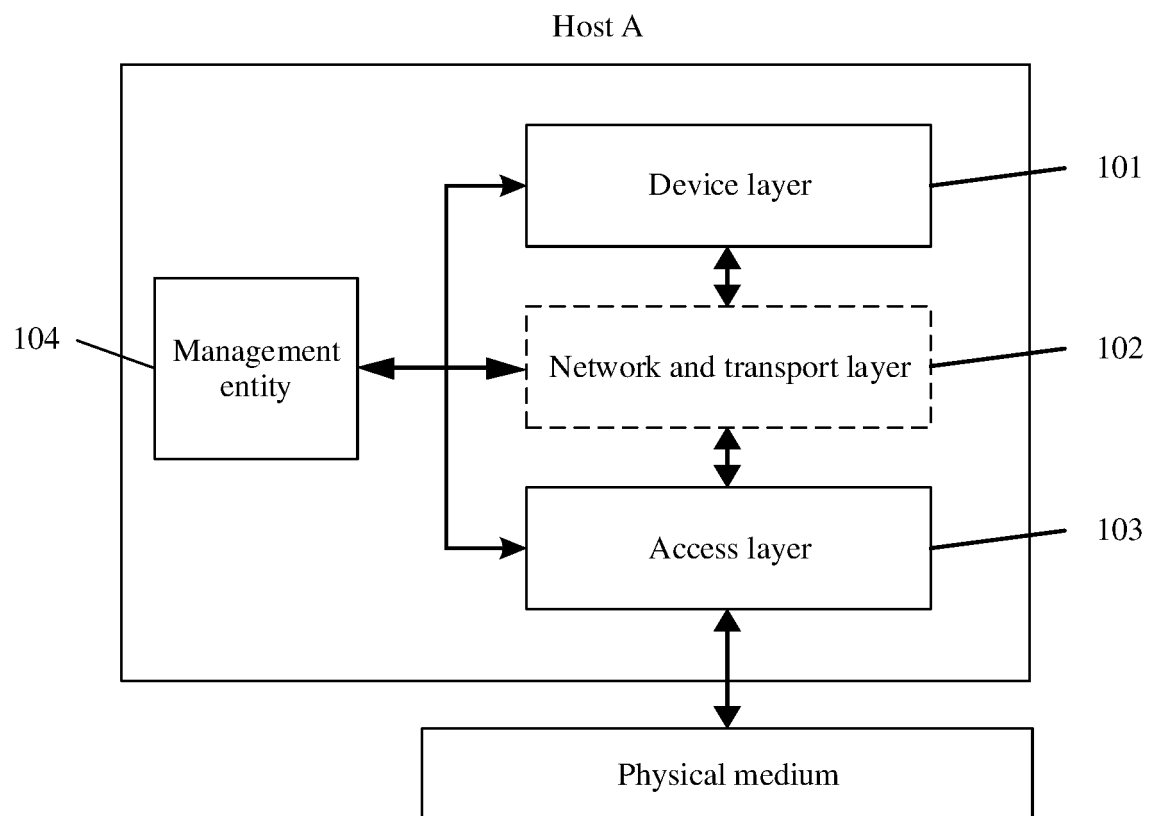 Host A
Device layer
101
Management
entity
104
Network and transport layer
102
Access layer
103
Physical medium